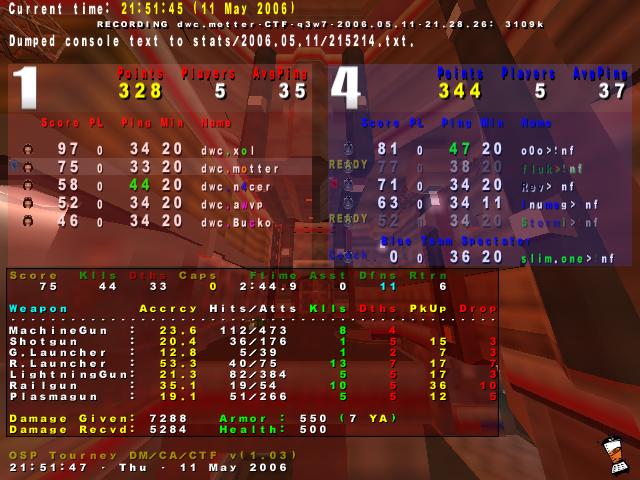 Current time: 21:51:45 (11 May 2006)
RECORDING dwc.motter-CTF-q3w7-2006.05.11-21.28.26: 3109k
Dumped console text to stats/2006.05.11/215214.txt.
1 Points Players AvgPing
328 5 35
Score PL Ping Min Name
97 0 34 20 dwc.xol
75 0 33 20 dwc.motter
58 0 44 20 dwc.n4cer
52 0 34 20 dwc.awvp
46 0 34 20 dwc.Bucko
4 Points Players AvgPing
344 5 37
Score PL Ping Min Name
81 0 47 20 o0o>!nf
READY 77 0 38 20 fluk>!nf
71 0 34 20 Rev>!nf
63 0 34 11 !nf
READY 52 0 34 20 !nf
Blue Team Spectator
Coach 0 0 36 20 slim.one>!nf
Score Klls Dths Caps Ftime Asst Dfns Rtrn
75 44 33 0 2:44.9 0 11 6
Weapon Accrcy Hits/Atts Klls Dths PkUp Drop
MachineGun : 23.6 112/473 8 4
Shotgun : 20.4 36/176 1 5 15 3
G.Launcher : 12.8 5/39 1 2 7 3
R.Launcher : 53.3 40/75 13 7 17 7
LightningGun: 21.3 82/384 5 5 17 3
Railgun : 35.1 19/54 10 5 36 10
Plasmagun : 19.1 51/266 5 5 12 5
Damage Given: 7288 Armor : 550 (7 YA)
Damage Recvd: 5284 Health: 500
OSP Tourney DM/CA/CTF v(1.03)
21:51:47 - Thu - 11 May 2006